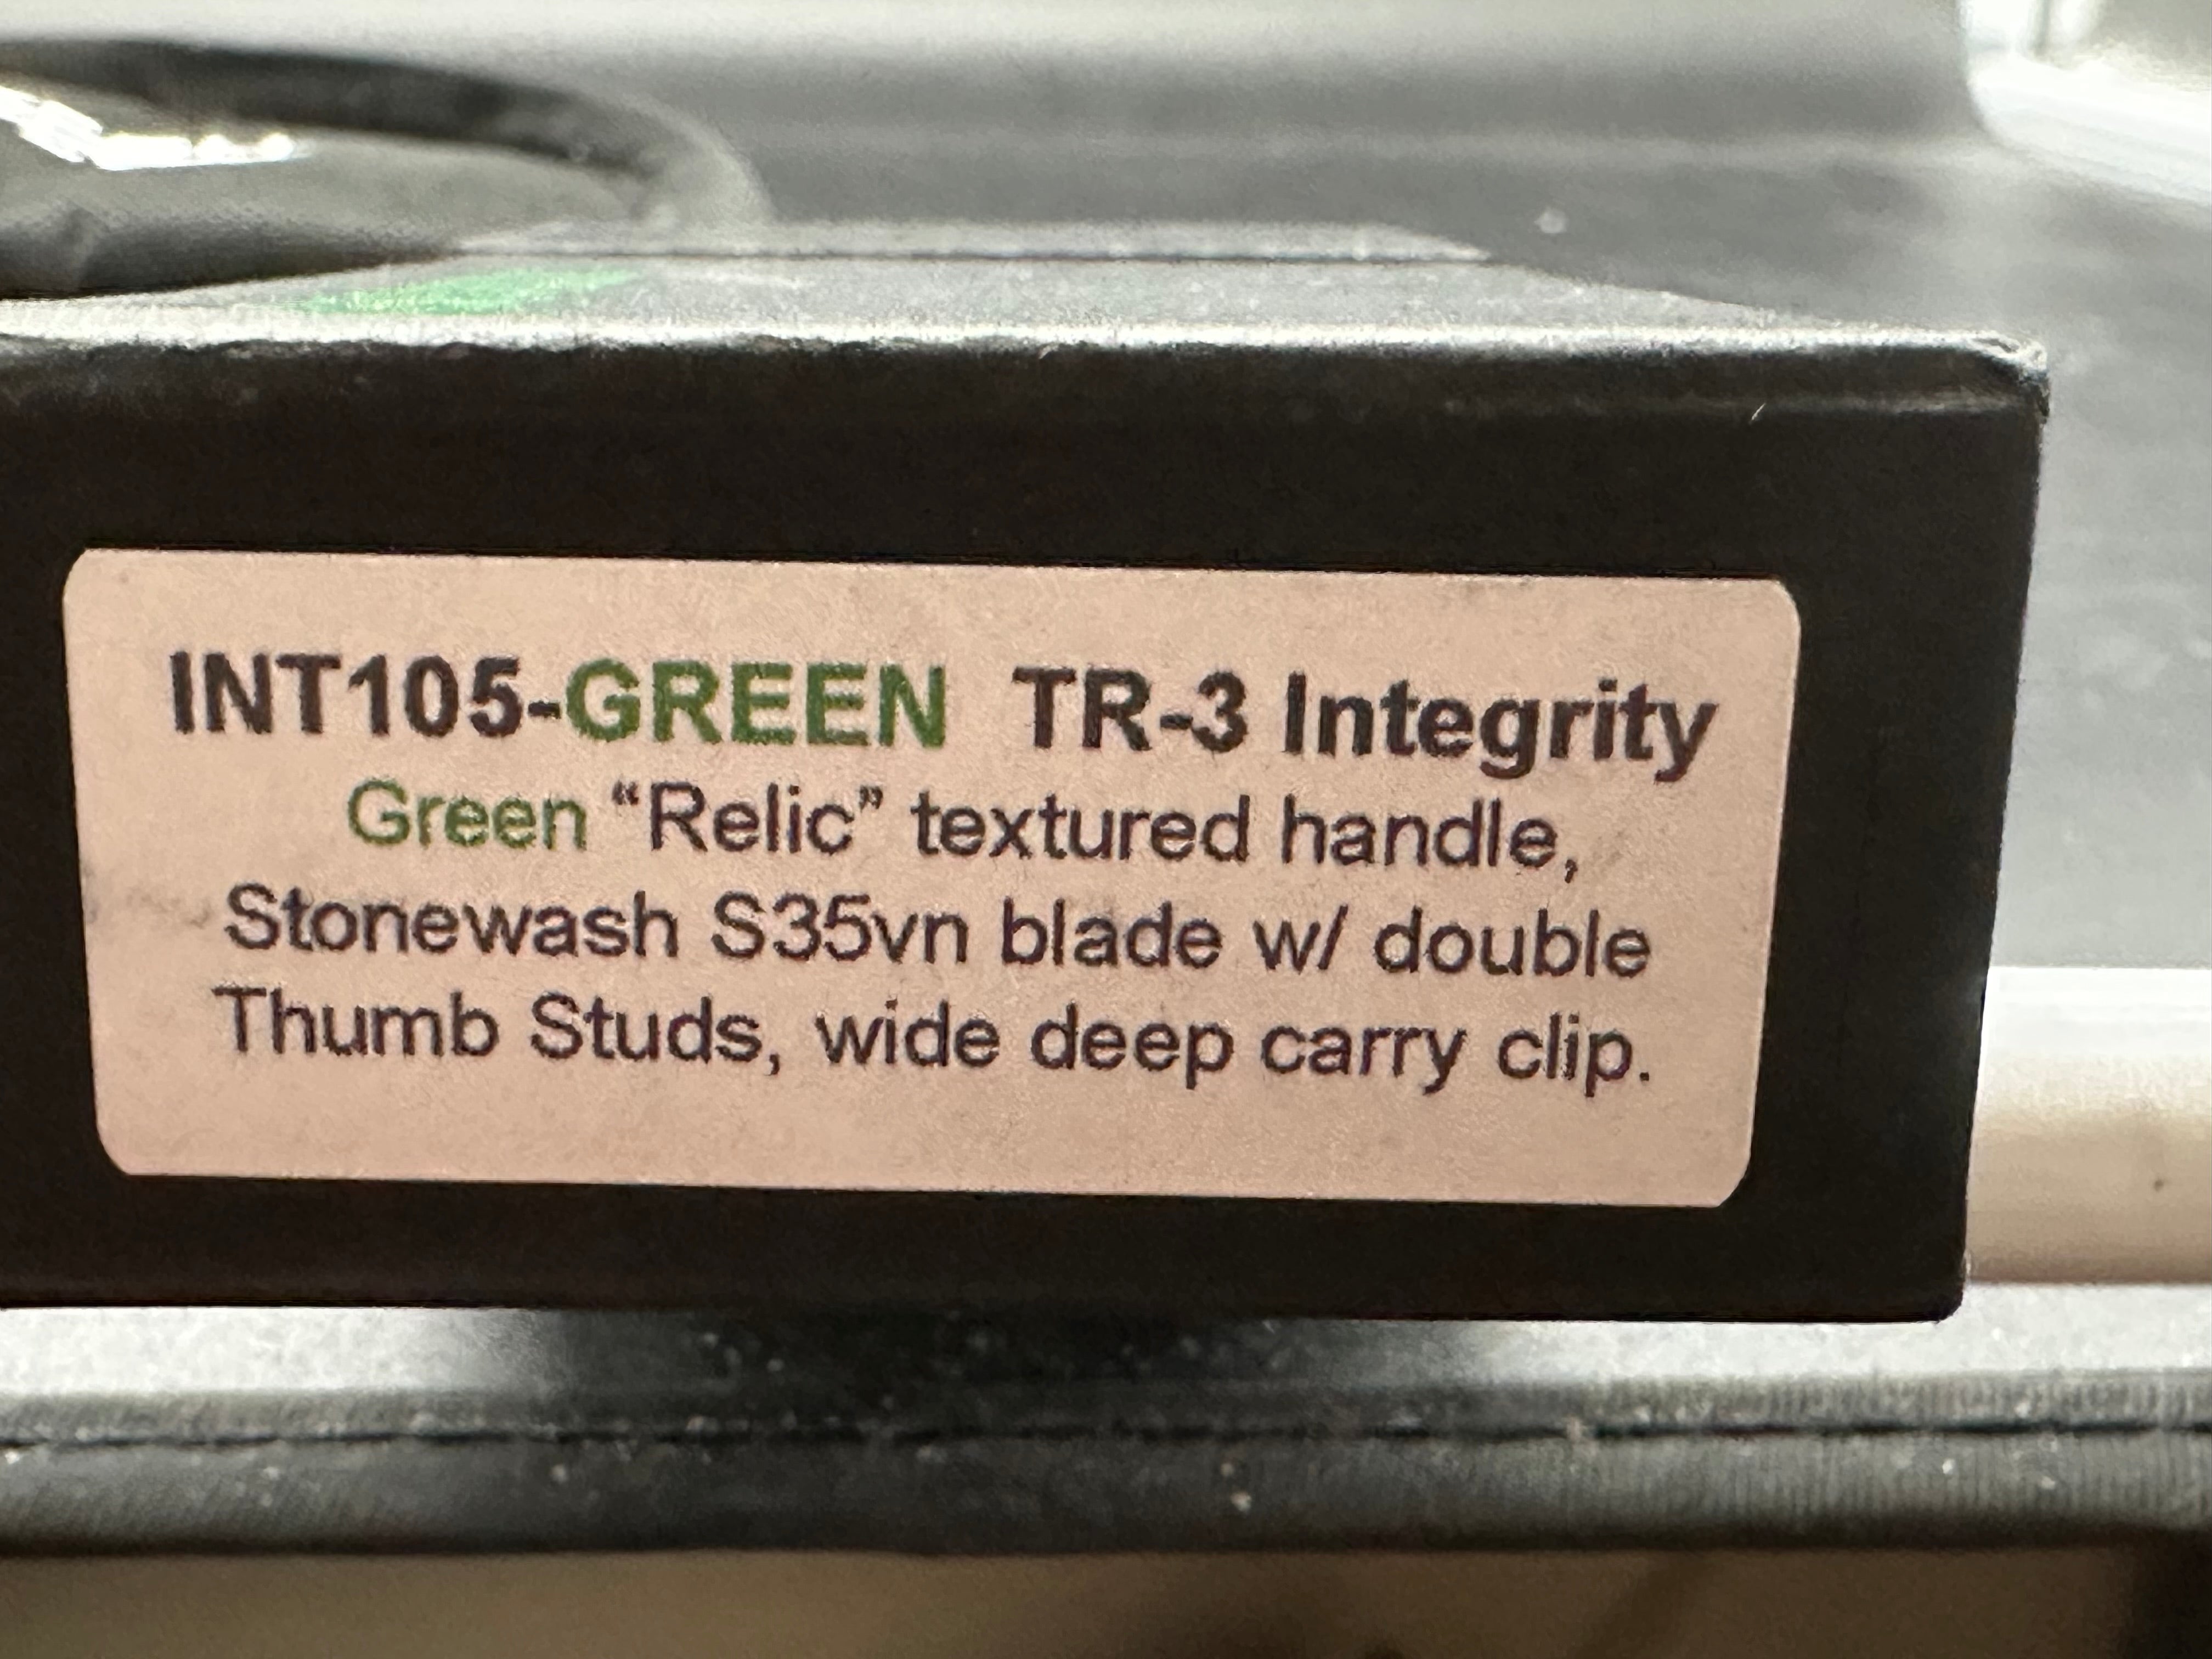 INT105-GREEN TR-3 Integrity
Green “Relic” textured handle,
Stonewash S35vn blade w/ double
Thumb Studs, wide deep carry clip.